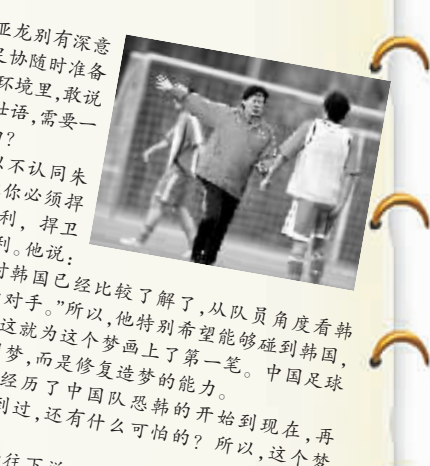 亚龙别有深意
足协随时准备
环境里,敢说
壮语,需要一
?
以不认同朱
你必须捍
利，捍卫
利。他说：
对韩国已经比较了解了,从队员角度看韩
对手。”所以,他特别希望能够碰到韩国,
这就为这个梦画上了第一笔。中国足球
梦,而是修复造梦的能力。
经历了中国队恐韩的开始到现在,再
到过,还有什么可怕的？所以,这个梦
往下说